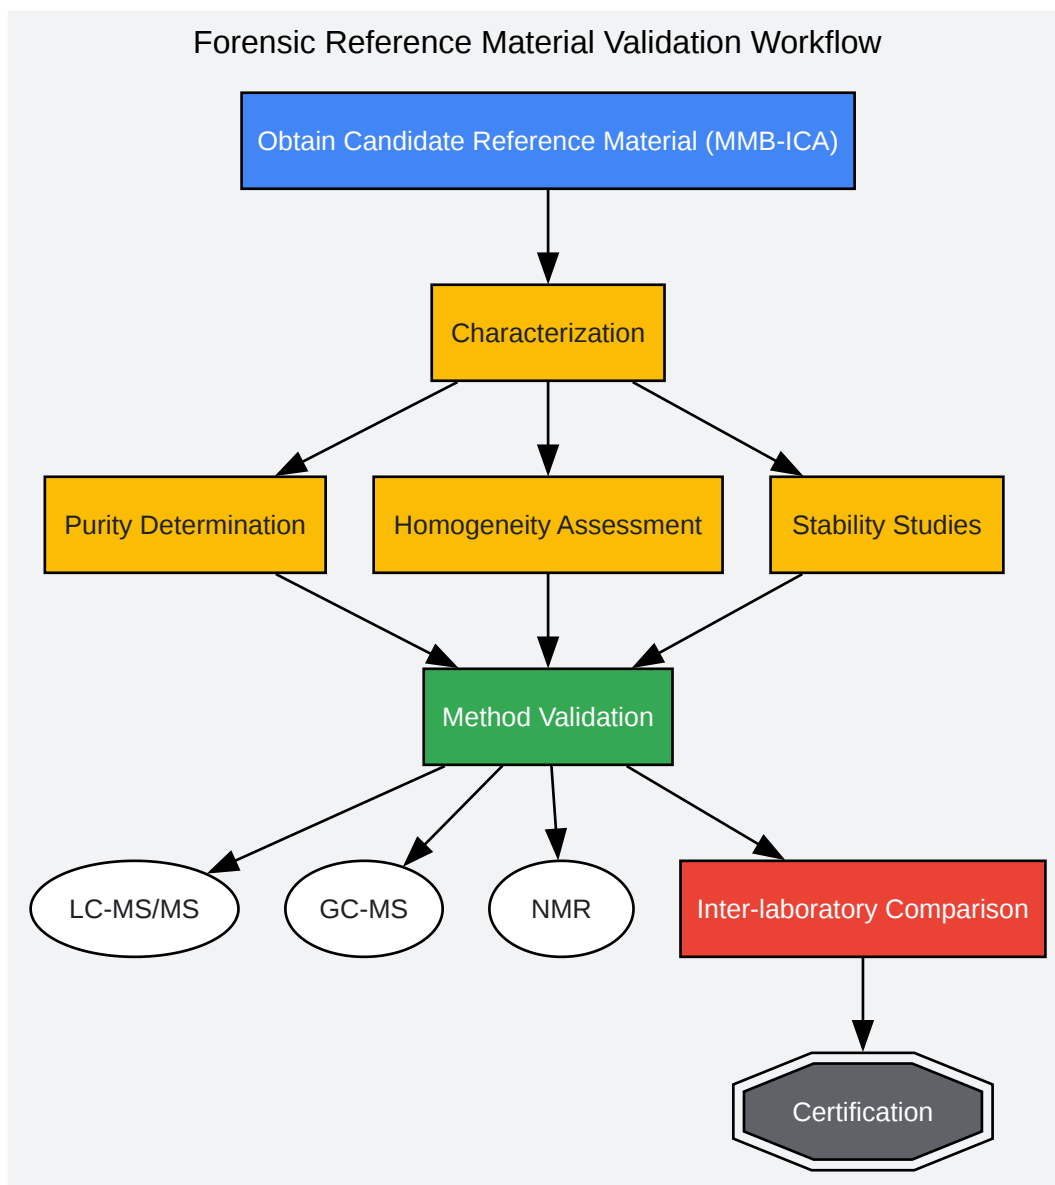 Forensic Reference Material Validation Workflow
Obtain Candidate Reference Material (MMB-ICA)
Characterization
Purity Determination
Homogeneity Assessment
Stability Studies
Method Validation
LC-MS/MS
GC-MS
NMR
Inter-laboratory Comparison
Certification